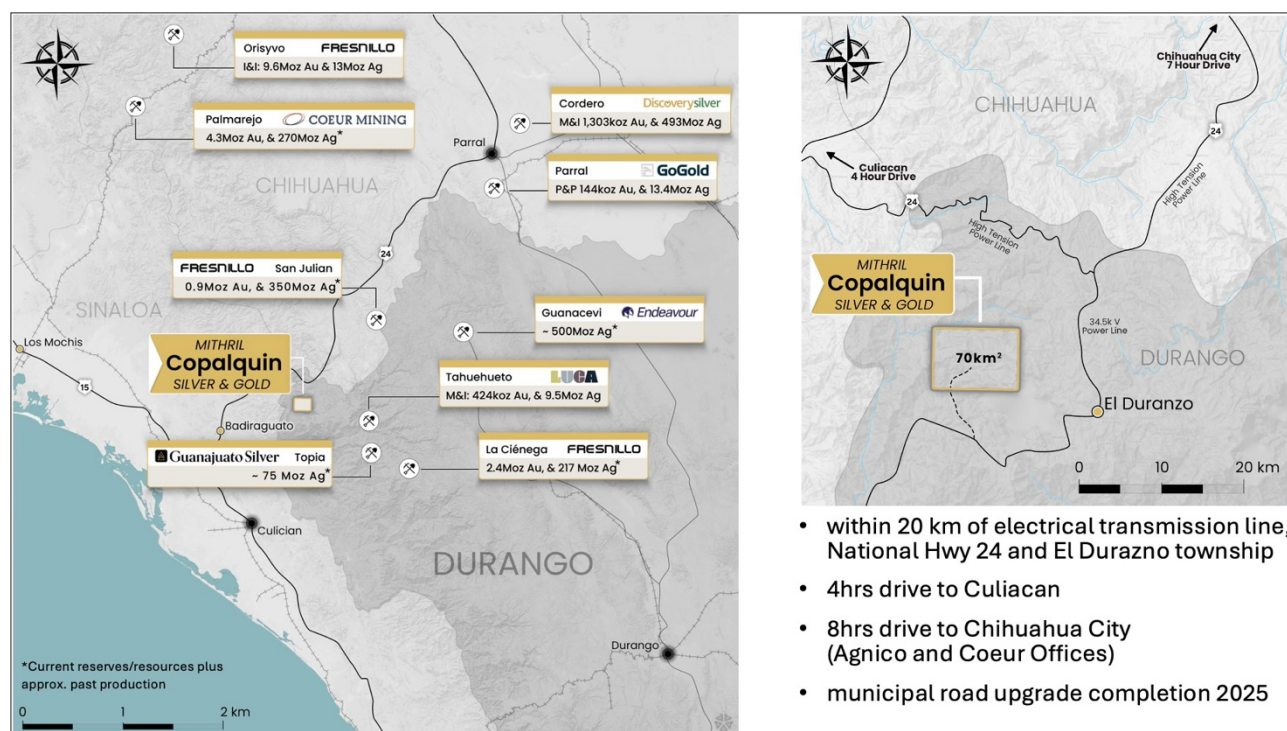 Orisyvo FRESNILLO
I&I: 9.6Moz Au & 13Moz Ag
Palmarejo COEUR MINING
4.3Moz Au, & 270Moz Ag*
Cordero Discoverysilver
M&I 1,303koz Au, & 493Moz Ag
Parral
Parral GoGold
P&P 144koz Au, & 13.4Moz Ag
CHIHUAHUA
24
FRESNILLO San Julian
0.9Moz Au, & 350Moz Ag*
SINALOA
Guanacevi Endeavour
~ 500Moz Ag*
Los Mochis
MITHRIL
Copalquin
SILVER & GOLD
15
Tahuehueto LUCA
M&I: 424koz Au, & 9.5Moz Ag
Badiraguato
Guanajuato Silver Topia
~ 75 Moz Ag*
La Ciénega FRESNILLO
2.4Moz Au, & 217 Moz Ag*
Culician
DURANGO
Durango
*Current reserves/resources plus
approx. past production
0 1 2 km
Chihuahua City
7 Hour Drive
CHIHUAHUA
24
Culiacan
4 Hour Drive
24
High Tension
Power Line
High Tension
Power Line
MITHRIL
Copalquin
SILVER & GOLD
34.5k V
Power Line
70km²
DURANGO
El Duranzo
0 10 20 km
• within 20 km of electrical transmission line,
National Hwy 24 and El Durazno township
• 4hrs drive to Culiacan
• 8hrs drive to Chihuahua City
(Agnico and Coeur Offices)
• municipal road upgrade completion 2025